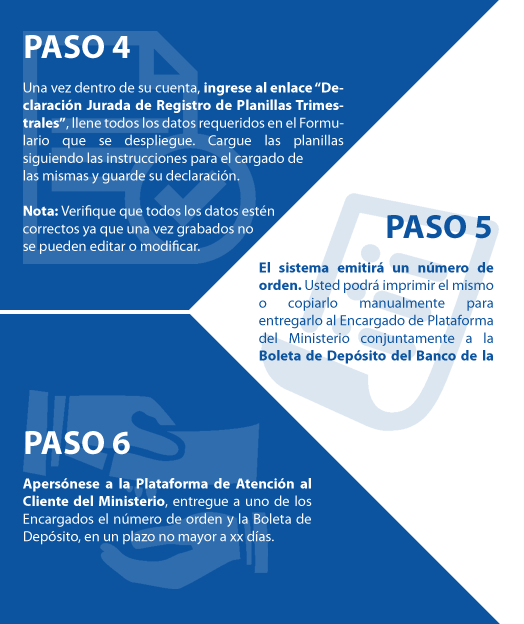 PASO 4
Una vez dentro de su cuenta, ingrese al enlace “De-
claración Jurada de Registro de Planillas Trimes-
trales”, llene todos los datos requeridos en el Formu-
lario que se despliegue. Cargue las planillas
siguiendo las instrucciones para el cargado de
las mismas y guarde su declaración.
Nota: Verifique que todos los datos estén
correctos ya que una vez grabados no
se pueden editar o modificar.
PASO 5
El sistema emitirá un número de
orden. Usted podrá imprimir el mismo
o copiarlo manualmente para
entregarlo al Encargado de Plataforma
del Ministerio conjuntamente a la
Boleta de Depósito del Banco de la
PASO 6
Apersónese a la Plataforma de Atención al
Cliente del Ministerio, entregue a uno de los
Encargados el número de orden y la Boleta de
Depósito, en un plazo no mayor a xx días.